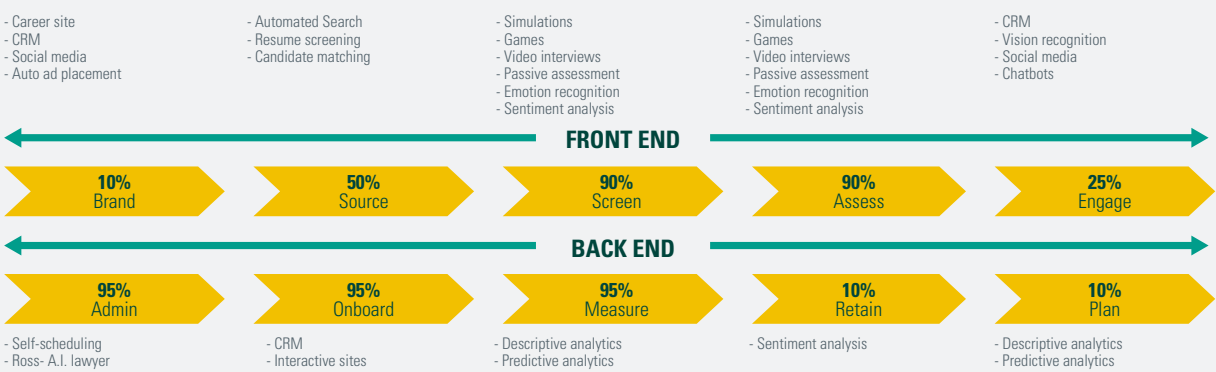 - Career site
- CRM
- Social media
- Auto ad placement
- Automated Search
- Resume screening
- Candidate matching
- Simulations
- Games
- Video interviews
- Passive assessment
- Emotion recognition
- Sentiment analysis
- Simulations
- Games
- Video interviews
- Passive assessment
- Emotion recognition
- Sentiment analysis
- CRM
- Vision recognition
- Social media
- Chatbots
FRONT END
10%
Brand
50%
Source
90%
Screen
90%
Assess
25%
Engage
BACK END
95%
Admin
95%
Onboard
95%
Measure
10%
Retain
10%
Plan
- Self-scheduling
- Ross- A.I. lawyer
- CRM
- Interactive sites
- Descriptive analytics
- Predictive analytics
- Sentiment analysis
- Descriptive analytics
- Predictive analytics